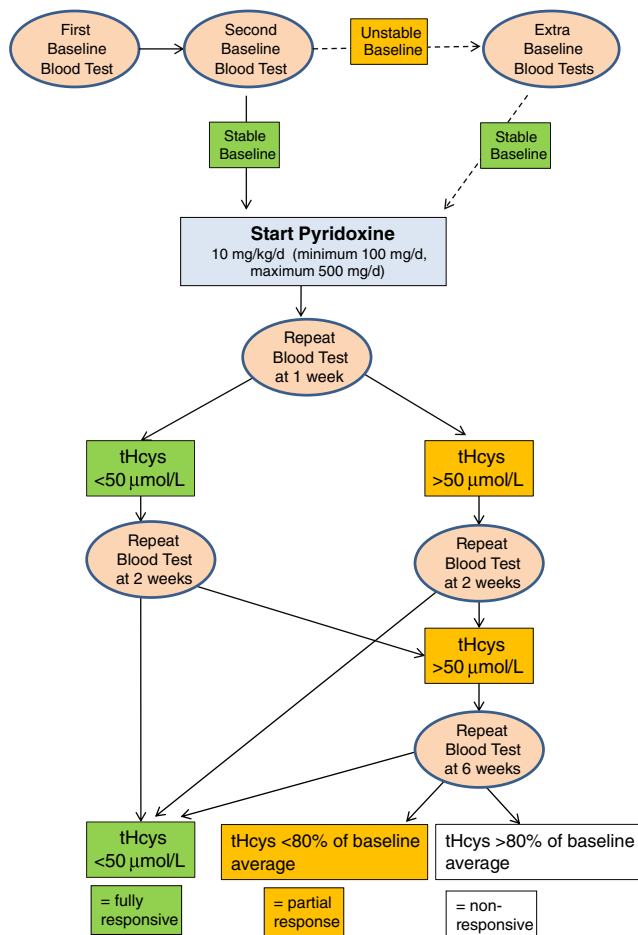 First
Baseline
Blood Test
Second
Baseline
Blood Test
Unstable
Baseline
Extra
Baseline
Blood Tests
Stable
Baseline
Stable
Baseline
Start Pyridoxine
10 mg/kg/d (minimum 100 mg/d,
maximum 500 mg/d)
Repeat
Blood Test
at 1 week
tHcys
<50 µmol/L
tHcys
>50 µmol/L
Repeat
Blood Test
at 2 weeks
Repeat
Blood Test
at 2 weeks
tHcys
>50 µmol/L
Repeat
Blood Test
at 6 weeks
tHcys
<50 µmol/L
tHcys <80% of baseline
average
tHcys >80% of baseline
average
= fully
responsive
= partial
response
= non-
responsive